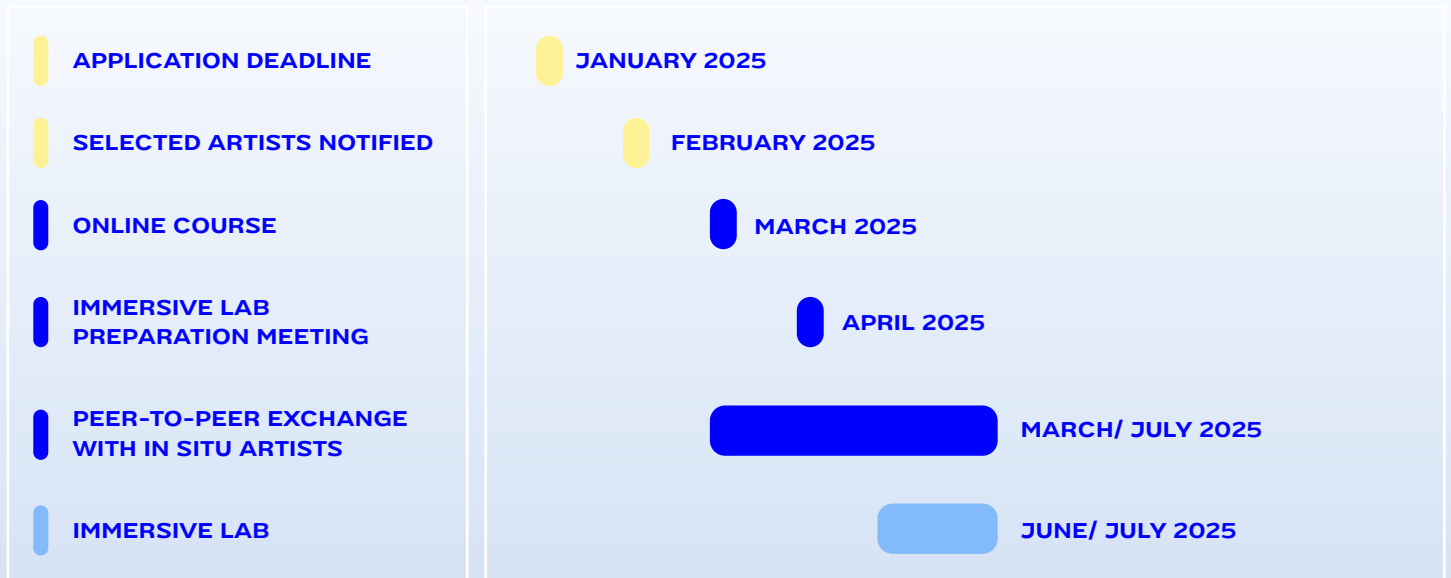 APPLICATION DEADLINE
JANUARY 2025
SELECTED ARTISTS NOTIFIED
FEBRUARY 2025
ONLINE COURSE
MARCH 2025
IMMERSIVE LAB
PREPARATION MEETING
APRIL 2025
PEER-TO-PEER EXCHANGE
WITH IN SITU ARTISTS
MARCH/ JULY 2025
IMMERSIVE LAB
JUNE/ JULY 2025